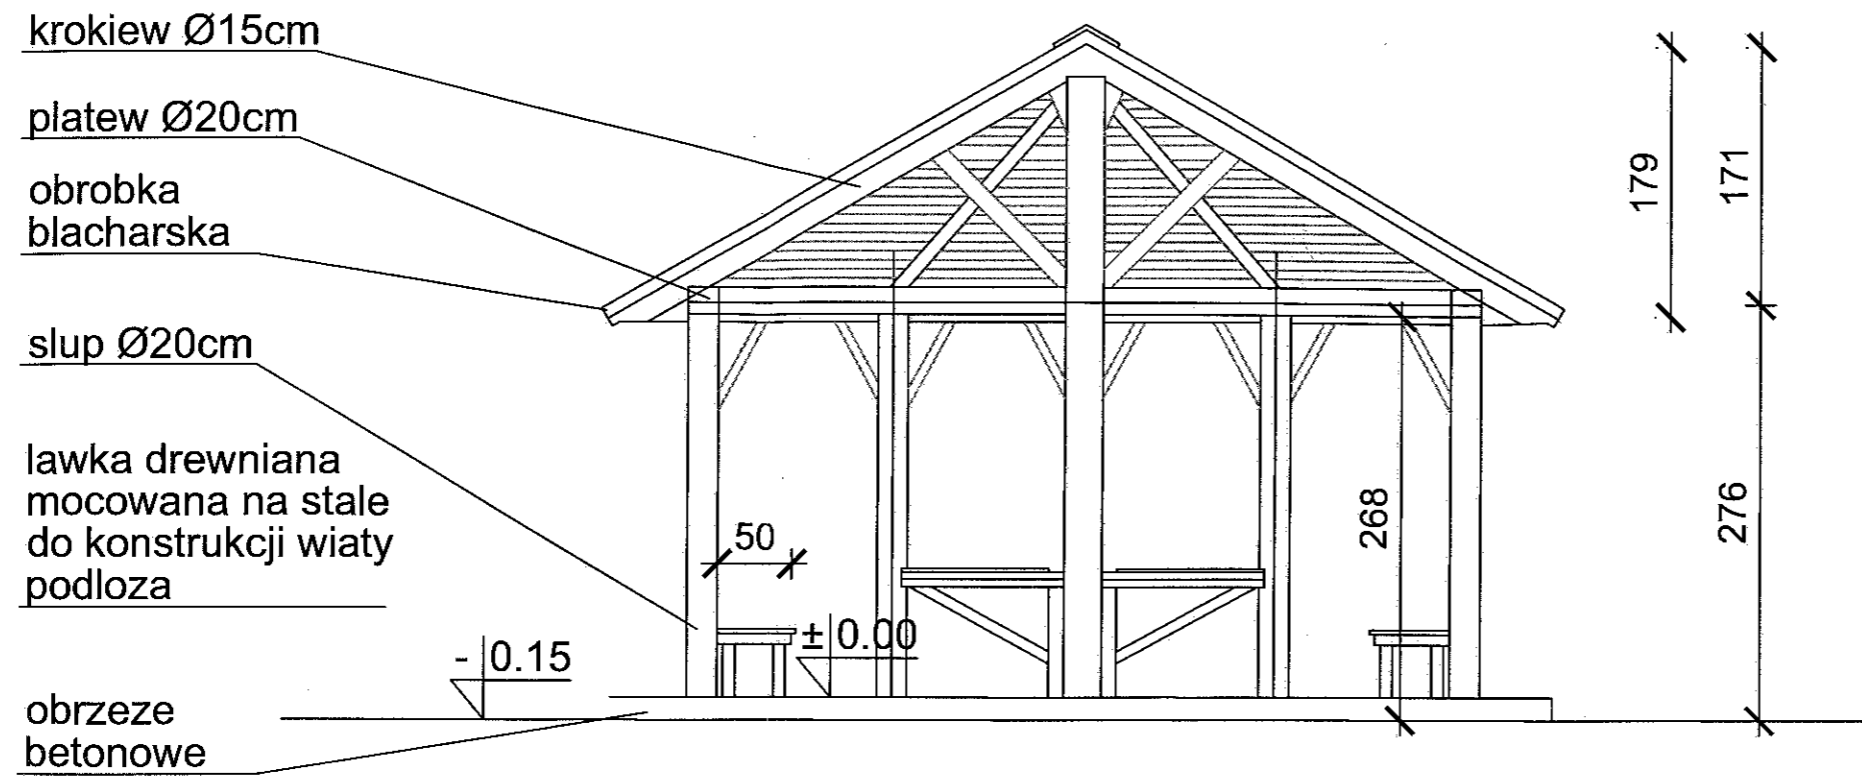 krokiew Ø15cm
platew Ø20cm
obrobka
blacharska
slup Ø20cm
lawka drewniana
mocowana na stale
do konstrukcji wiaty
podloza
obrzeze
betonowe
- 0.15
50
± 0.00
268
179
171
276